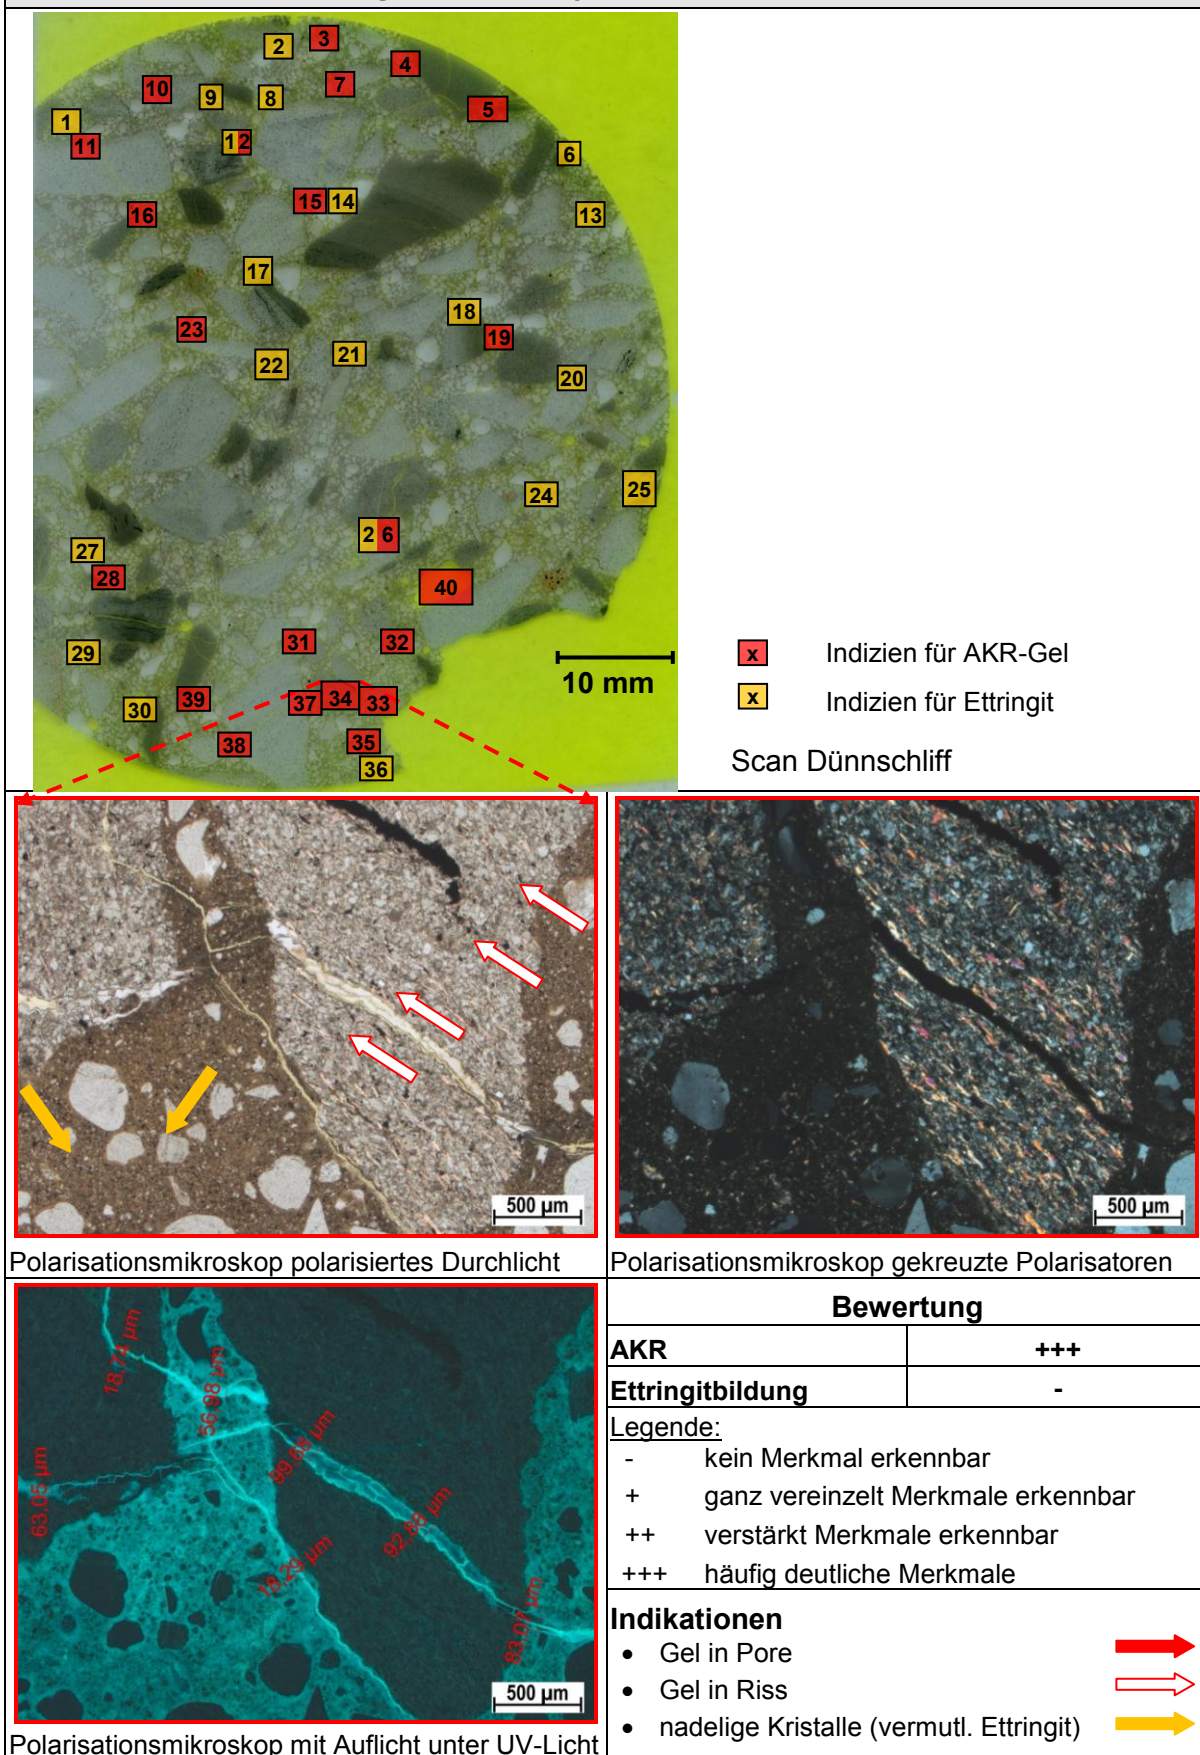 2 3
4
10 9 8 7
5
1
11 12
6
15 14
16 13
17
18
23 19
22 21
20
24 25
26
27
28 40
29 31 32
10 mm
30 39 37 34 33
38 35
36
x Indizien für AKR-Gel
x Indizien für Ettringit
Scan Dünnschliff
500 µm
500 µm
Polarisationsmikroskop polarisiertes Durchlicht
Polarisationsmikroskop gekreuzte Polarisatoren
18.74 µm
56.98 µm
99.68 µm
63.05 µm
92.88 µm
18.29 µm
83.07 µm
500 µm
Polarisationsmikroskop mit Auflicht unter UV-Licht
Bewertung
AKR +++
Ettringitbildung -
Legende:
- kein Merkmal erkennbar
+ ganz vereinzelt Merkmale erkennbar
++ verstärkt Merkmale erkennbar
+++ häufig deutliche Merkmale
Indikationen
• Gel in Pore
• Gel in Riss
• nadelige Kristalle (vermutl. Ettringit)